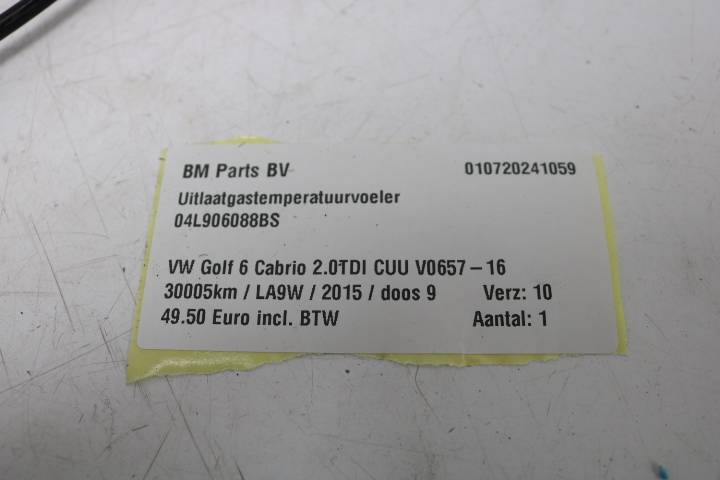 BM Parts BV 010720241059
Uitlaatgastemperatuurvoeler
04L906088BS
VW Golf 6 Cabrio 2.0TDI CUU V0657-16
30005km / LA9W / 2015 / doos 9 Verz: 10
49.50 Euro incl. BTW Aantal: 1